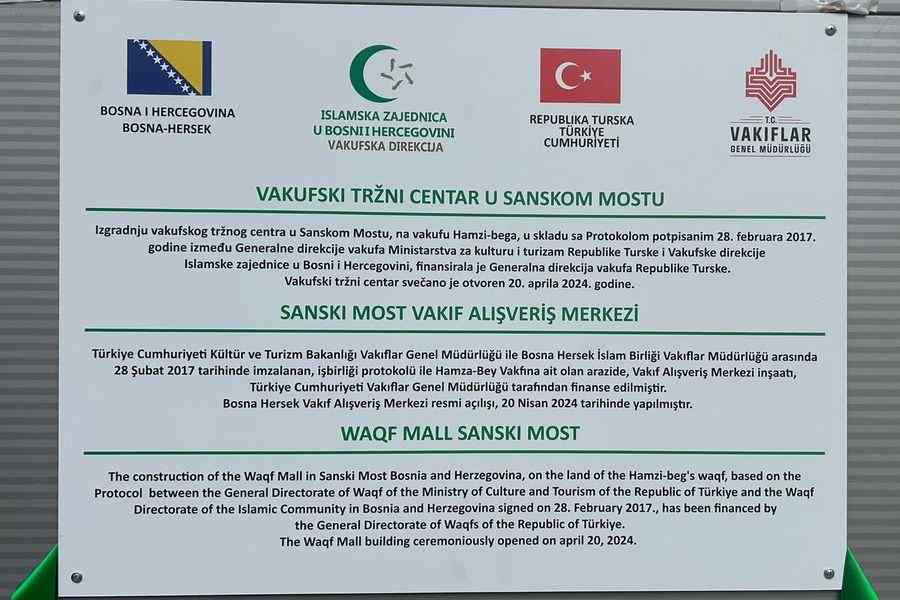 BOSNA I HERCEGOVINA
BOSNA-HERSEK
ISLAMSKA ZAJEDNICA
U BOSNI I HERCEGOVINI
VAKUFSKA DIREKCIJA
REPUBLIKA TURSKA
TÜRKİYE
CUMHURİYETİ
T.C.
VAKIFLAR
GENEL MÜDÜRLÜĞÜ
VAKUFSKI TRŽNI CENTAR U SANSKOM MOSTU
Izgradnju vakufskog tržnog centra u Sanskom Mostu, na vakufu Hamzi-bega, u skladu sa Protokolom potpisanim 28. februara 2017.
godine između Generalne direkcije vakufa Ministarstva za kulturu i turizam Republike Turske i Vakufske direkcije
Islamske zajednice u Bosni i Hercegovini, finansirala je Generalna direkcija vakufa Republike Turske.
Vakufski tržni centar svečano je otvoren 20. aprila 2024. godine.
SANSKI MOST VAKIF ALIŞVERİŞ MERKEZİ
Türkiye Cumhuriyeti Kültür ve Turizm Bakanlığı Vakıflar Genel Müdürlüğü ile Bosna Hersek İslam Birliği Vakıflar Müdürlüğü arasında
28 Şubat 2017 tarihinde imzalanan, işbirliği protokolü ile Hamza-Bey Vakfına ait olan arazide, Vakıf Alışveriş Merkezi inşaatı,
Türkiye Cumhuriyeti Vakıflar Genel Müdürlüğü tarafından finanse edilmiştir.
Bosna Hersek Vakıf Alışveriş Merkezi resmi açılışı, 20 Nisan 2024 tarihinde yapılmıştır.
WAQF MALL SANSKI MOST
The construction of the Waqf Mall in Sanski Most Bosnia and Herzegovina, on the land of the Hamzi-beg's waqf, based on the
Protocol between the General Directorate of Waqf of the Ministry of Culture and Tourism of the Republic of Türkiye and the Waqf
Directorate of the Islamic Community in Bosnia and Herzegovina signed on 28. February 2017., has been financed by
the General Directorate of Waqfs of the Republic of Türkiye.
The Waqf Mall building ceremoniously opened on april 20, 2024.